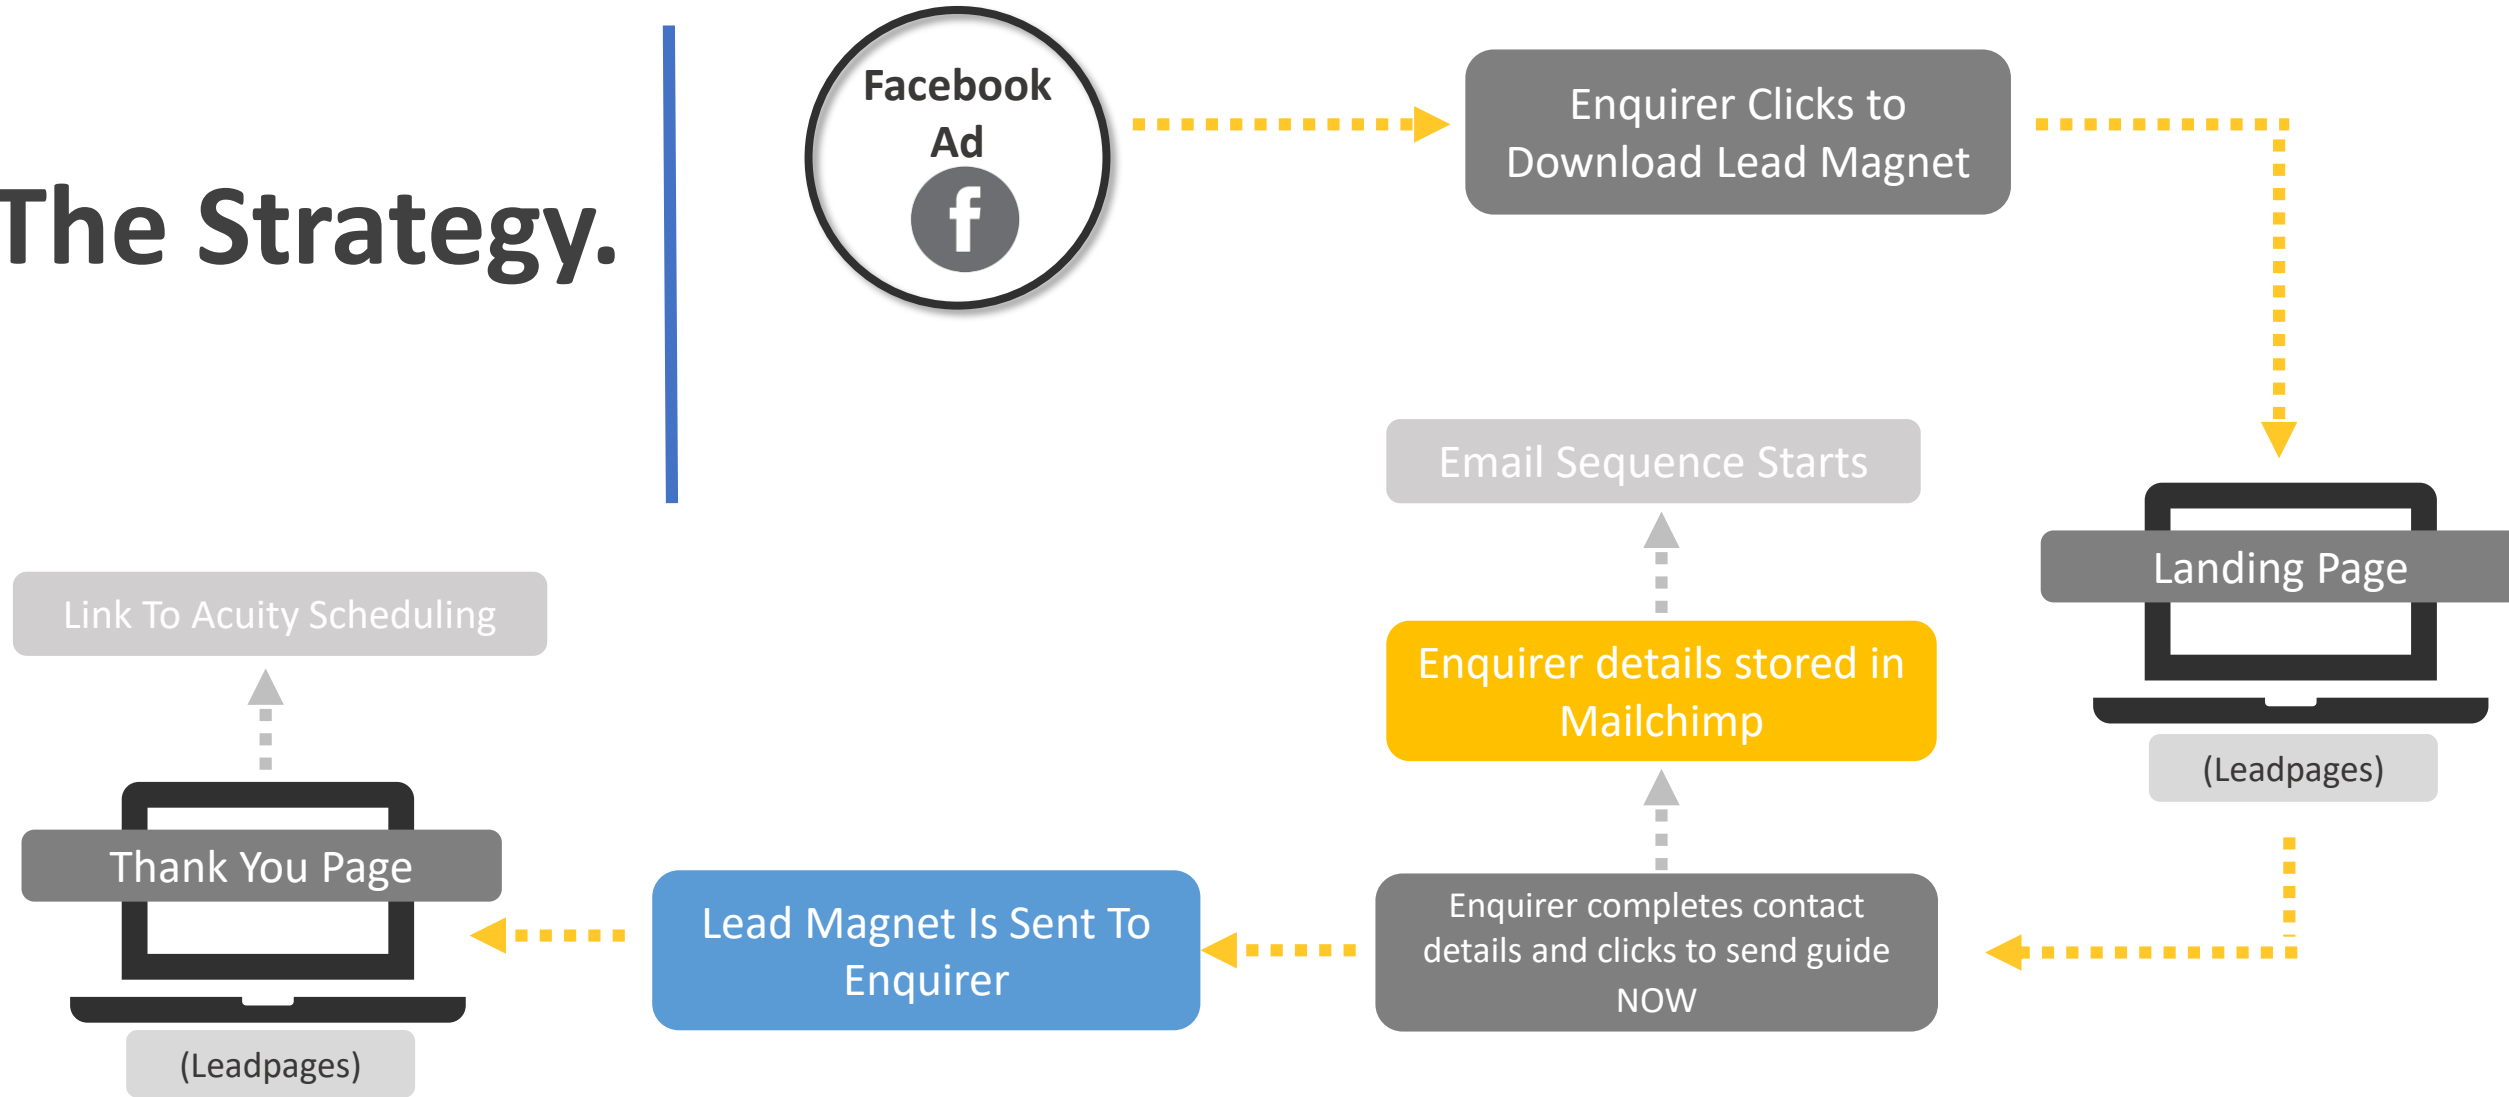 The Strategy.
Facebook
Ad
f
Enquirer Clicks to
Download Lead Magnet
Landing Page
(Leadpages)
Enquirer completes contact
details and clicks to send guide
NOW
Enquirer details stored in
Mailchimp
Email Sequence Starts
Lead Magnet Is Sent To
Enquirer
Thank You Page
(Leadpages)
Link To Acuity Scheduling